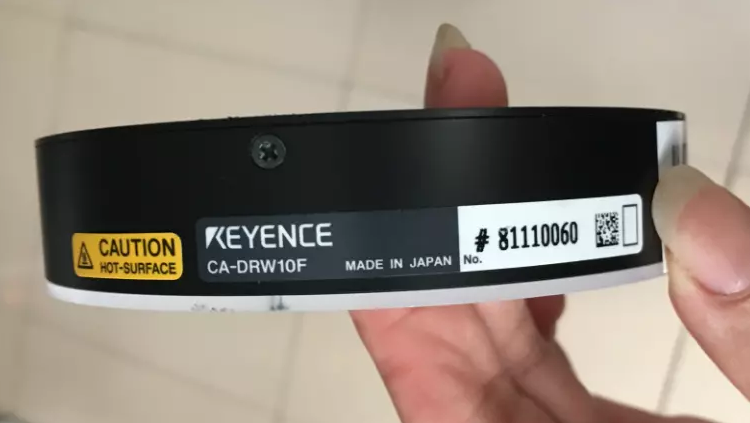 CAUTION
HOT-SURFACE
KEYENCE
CA-DRW10F
MADE IN JAPAN
No.
# 81110060